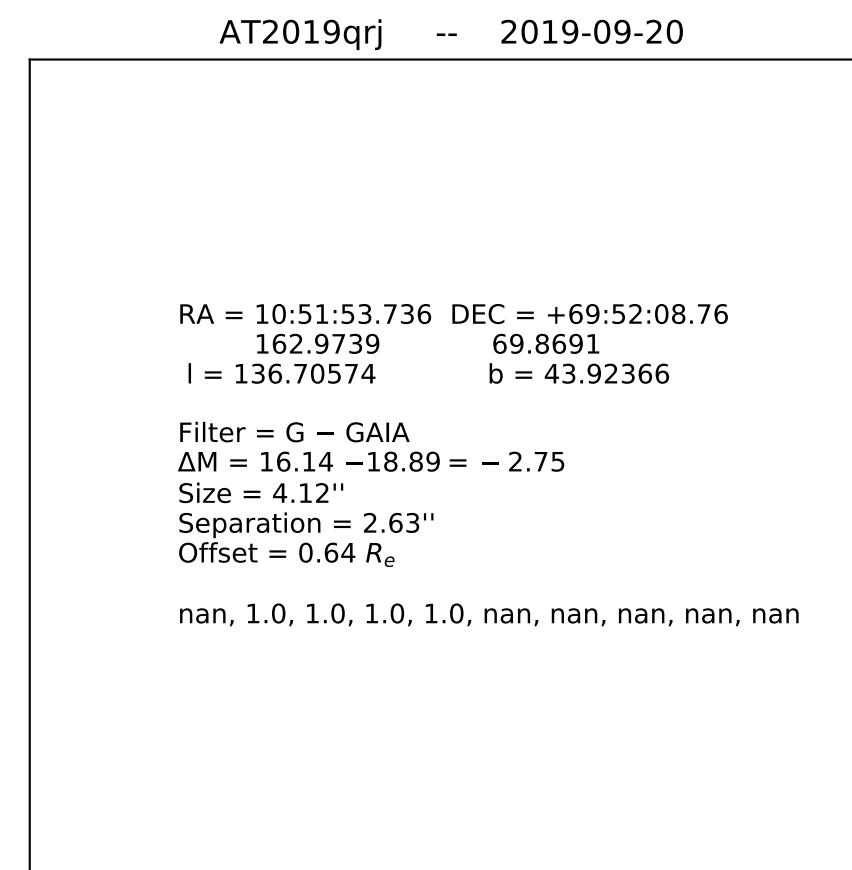 AT2019qrj -- 2019-09-20
RA = 10:51:53.736 DEC = +69:52:08.76
162.9739 69.8691
l = 136.70574 b = 43.92366
Filter = G − GAIA
ΔM = 16.14 −18.89 = − 2.75
Size = 4.12''
Separation = 2.63''
Offset = 0.64 Re
nan, 1.0, 1.0, 1.0, 1.0, nan, nan, nan, nan, nan